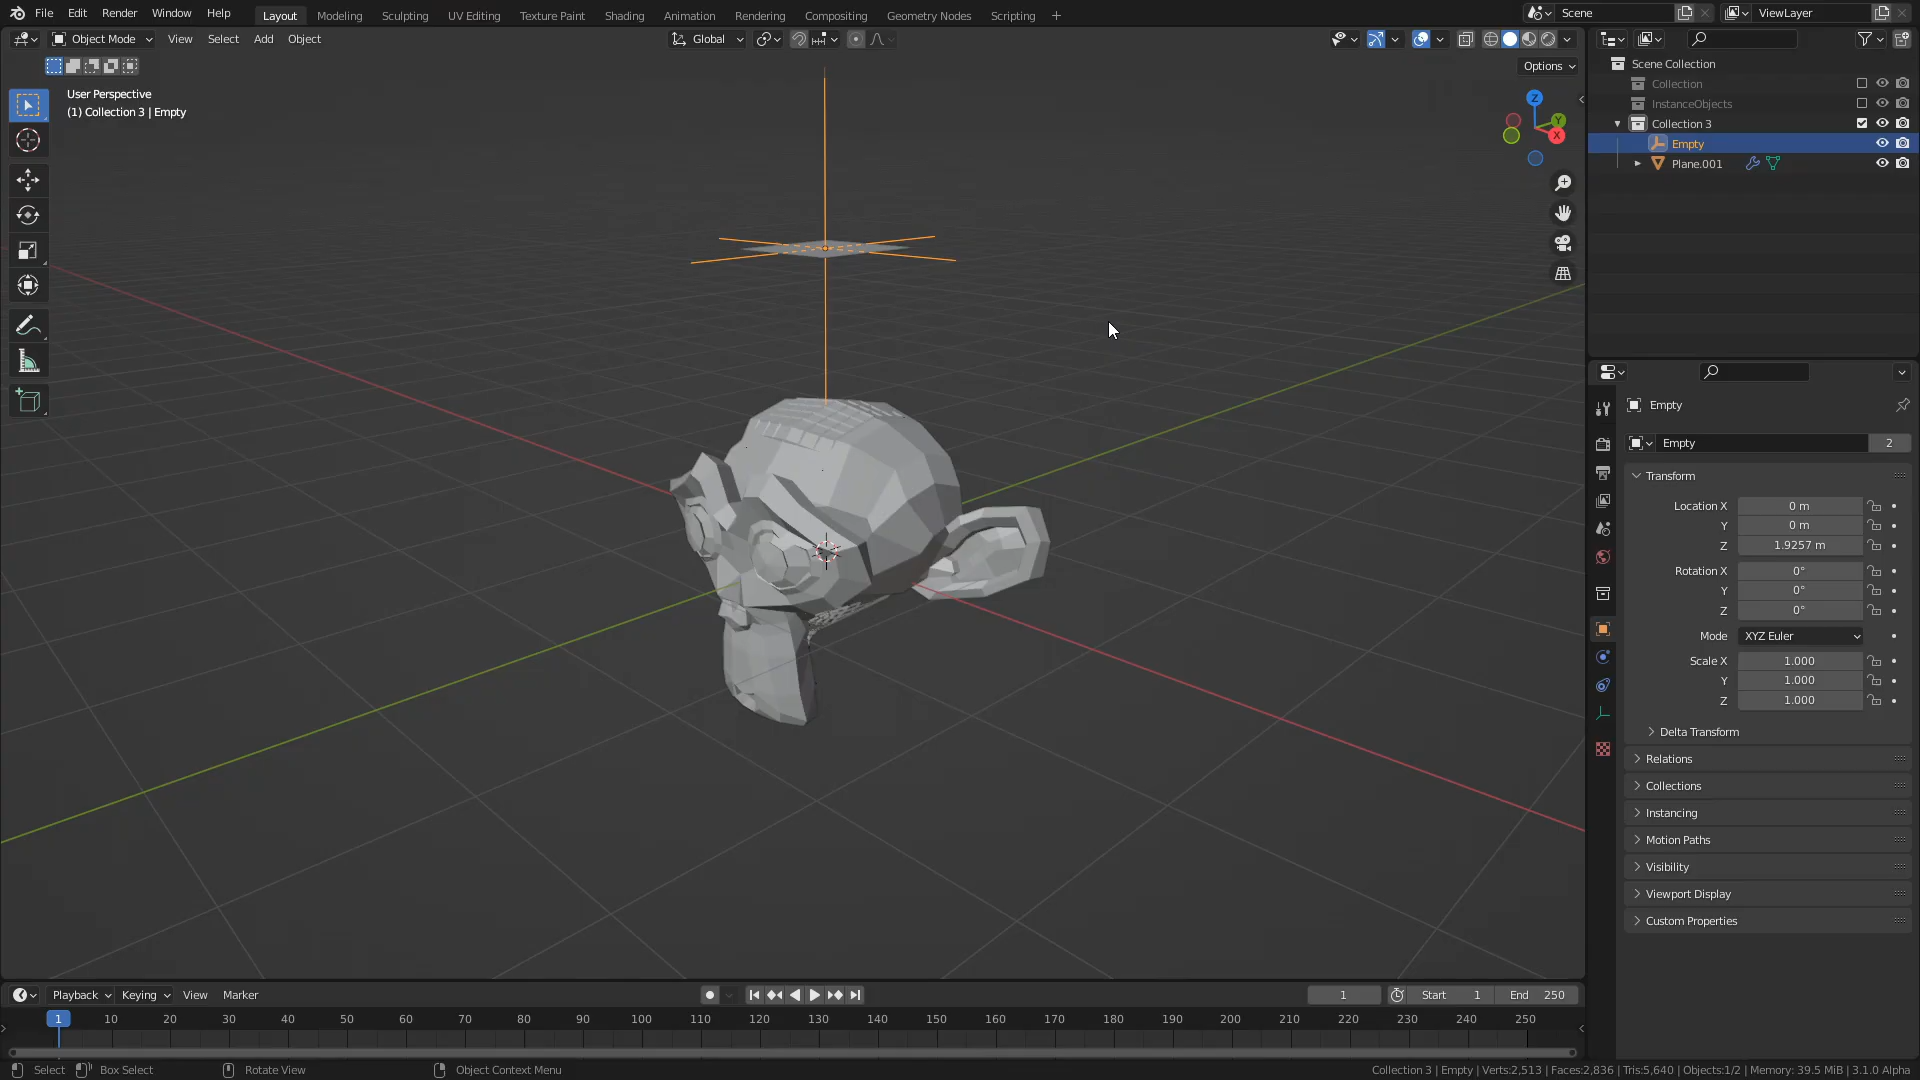 File Edit Render Window Help Layout Modeling Sculpting UV Editing Texture Paint Shading Animation Rendering Compositing Geometry Nodes Scripting + Scene ViewLayer
Object Mode View Select Add Object Global
Options
User Perspective
(1) Collection 3 | Empty
Z
Y
X
Scene Collection
Collection
InstanceObjects
Collection 3
Empty
Plane.001
Empty
Empty 2
Transform
Location X 0 m
Y 0 m
Z 1.9257 m
Rotation X 0°
Y 0°
Z 0°
Mode XYZ Euler
Scale X 1.000
Y 1.000
Z 1.000
Delta Transform
Relations
Collections
Instancing
Motion Paths
Visibility
Viewport Display
Custom Properties
Playback Keying View Marker 1 Start 1 End 250
1 10 20 30 40 50 60 70 80 90 100 110 120 130 140 150 160 170 180 190 200 210 220 230 240 250
Select Box Select Rotate View Object Context Menu Collection 3 | Empty | Verts:2,513 | Faces:2,836 | Tris:5,640 | Objects:1/2 | Memory: 39.5 MiB | 3.1.0 Alpha